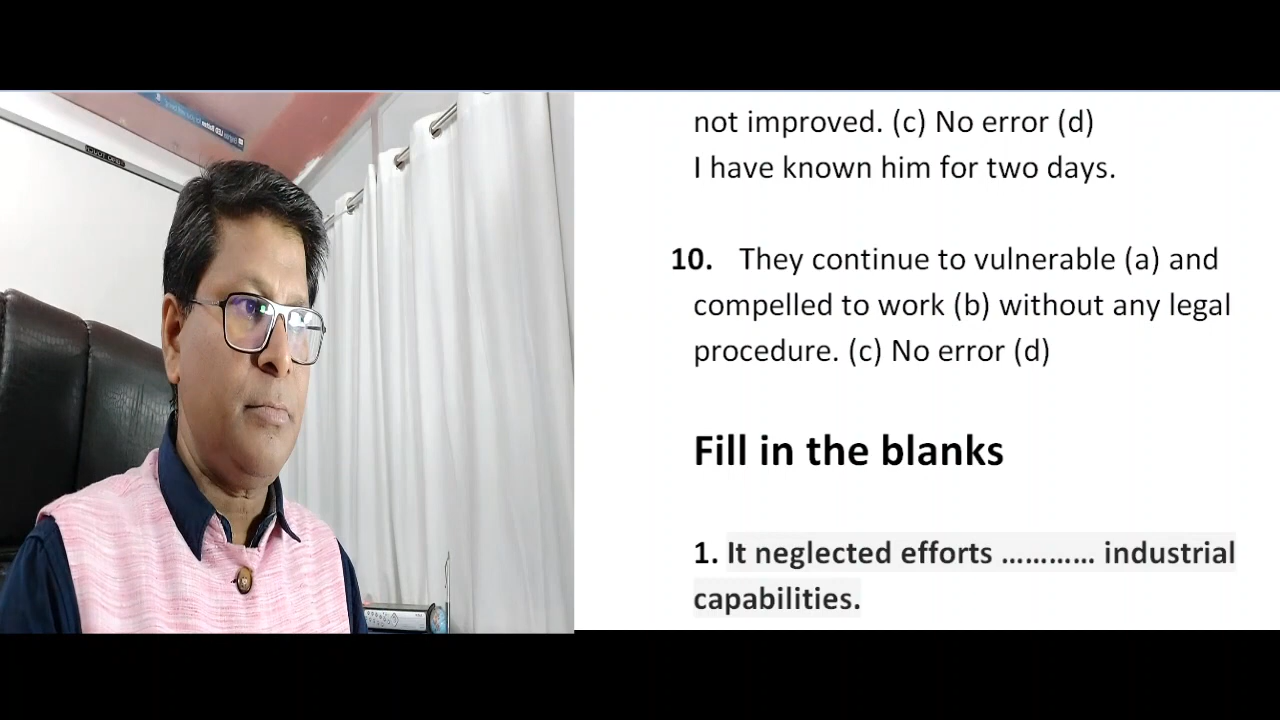 not improved. (c) No error (d)
I have known him for two days.
10. They continue to vulnerable (a) and
compelled to work (b) without any legal
procedure. (c) No error (d)
Fill in the blanks
1. It neglected efforts ………… industrial
capabilities.